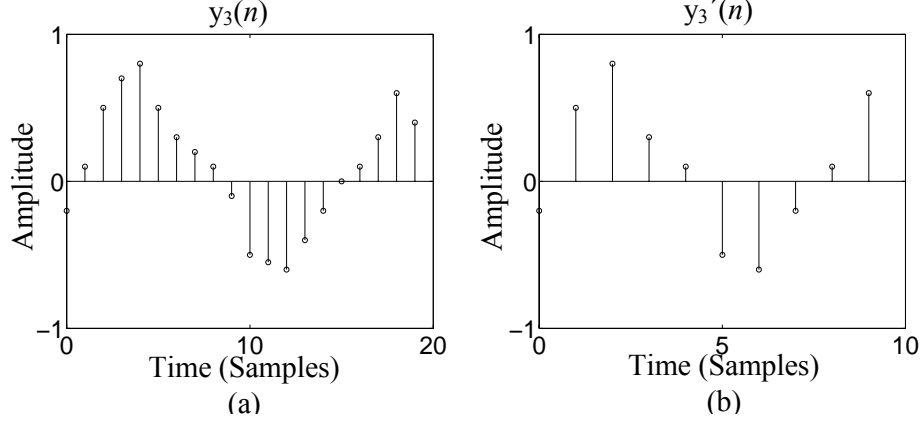 y₃(n)
1
0
−1
Amplitude
0 10 20
Time (Samples)
(a)
y₃´(n)
1
0
−1
Amplitude
0 5 10
Time (Samples)
(b)